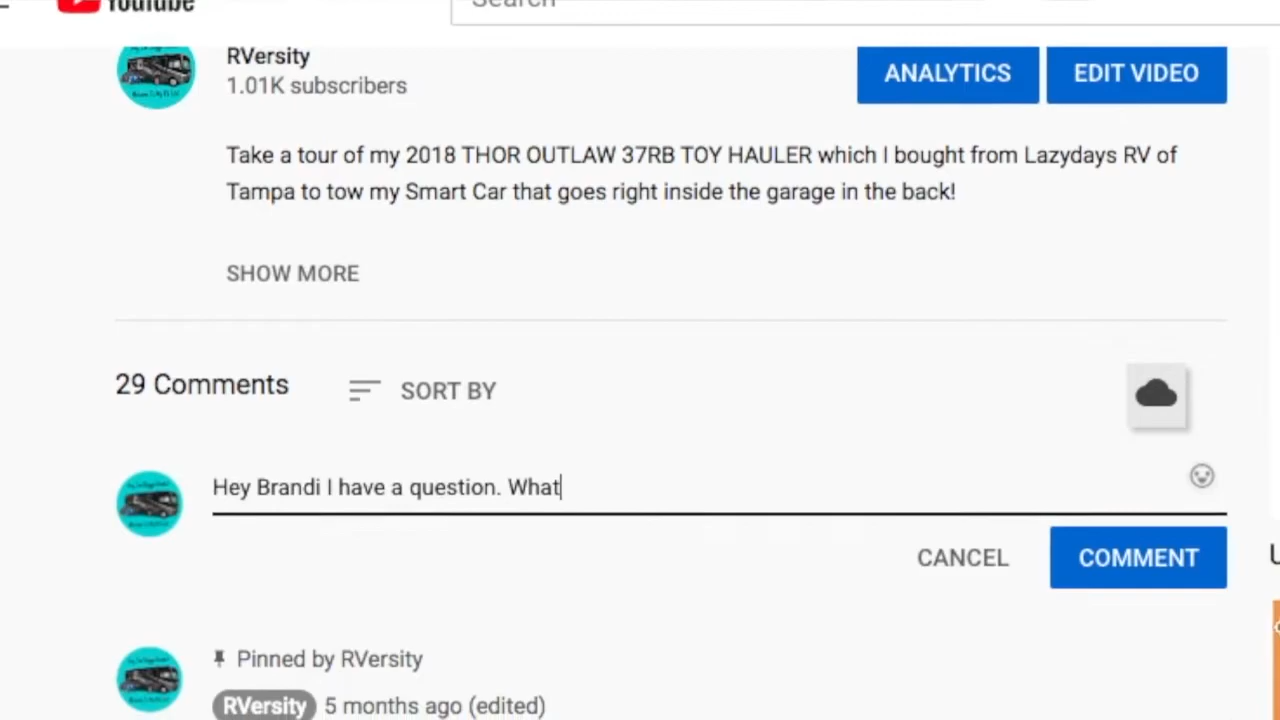 YouTube
Search
RVersity
1.01K subscribers
ANALYTICS
EDIT VIDEO
Take a tour of my 2018 THOR OUTLAW 37RB TOY HAULER which I bought from Lazydays RV of
Tampa to tow my Smart Car that goes right inside the garage in the back!
SHOW MORE
29 Comments
SORT BY
Hey Brandi I have a question. What
CANCEL
COMMENT
Pinned by RVersity
RVersity 5 months ago (edited)